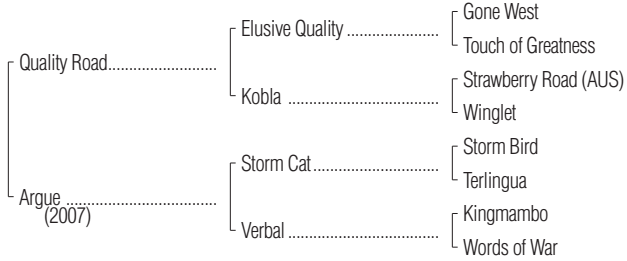 Gone West
Elusive Quality
Touch of Greatness
Quality Road
Strawberry Road (AUS)
Kobla
Winglet
Storm Bird
Storm Cat
Terlingua
Argue
(2007)
Kingmambo
Verbal
Words of War